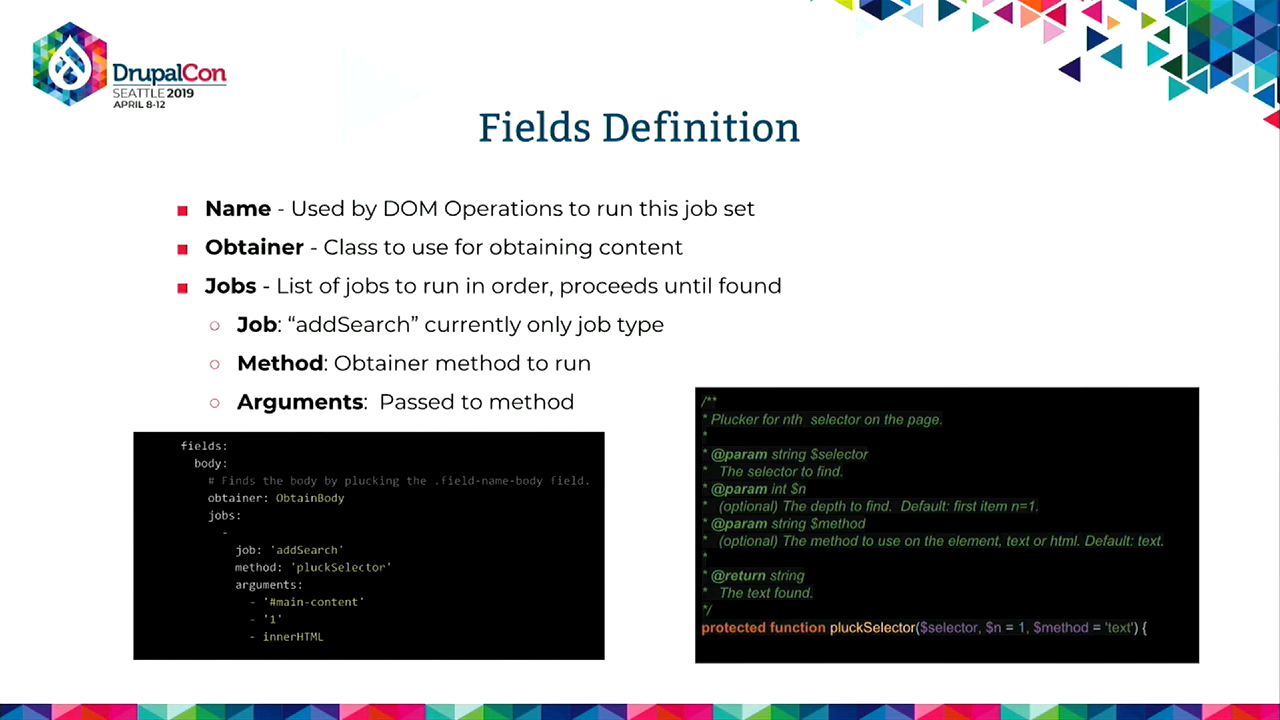 DrupalCon
SEATTLE 2019
APRIL 8-12
Fields Definition
Name - Used by DOM Operations to run this job set
Obtainer - Class to use for obtaining content
Jobs - List of jobs to run in order, proceeds until found
Job: “addSearch” currently only job type
Method: Obtainer method to run
Arguments:  Passed to method
fields:
body:
# Finds the body by plucking the .field-name-body field.
obtainer: ObtainBody
jobs:
-
job: 'addSearch'
method: 'pluckSelector'
arguments:
- '#main-content'
- '1'
- innerHTML
/**
* Plucker for nth  selector on the page.
*
* @param string $selector
*   The selector to find.
* @param int $n
*   (optional) The depth to find.  Default: first item n=1.
* @param string $method
*   (optional) The method to use on the element, text or html. Default: text.
*
* @return string
*   The text found.
*/
protected function pluckSelector($selector, $n = 1, $method = 'text') {